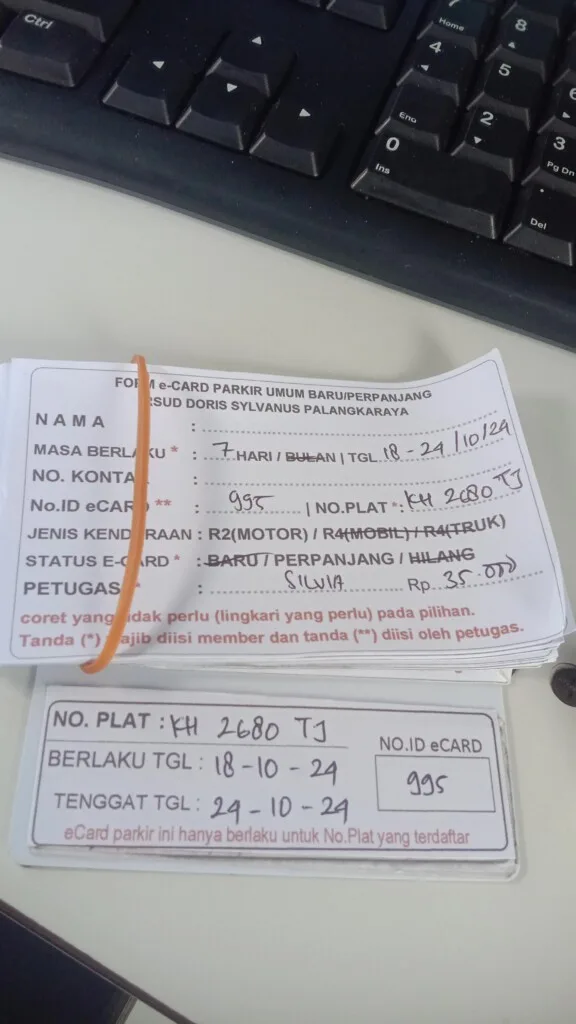 Ctrl
7
Home
8
4
5
6
End
2
3
Pg Dn
0
Ins
Del
FORM e-CARD PARKIR UMUM BARU/PERPANJANG
RSUD DORIS SYLVANUS PALANGKARAYA
NAMA :
MASA BERLAKU * : 7 HARI / BULAN | TGL 18 - 24 /10/24
NO. KONTA :
No.ID eCARD ** : 995 | NO.PLAT * : KH 2680 TJ
JENIS KENDARAAN : R2(MOTOR) / R4(MOBIL) / R4(TRUK)
STATUS E-CARD * : BARU / PERPANJANG / HILANG
PETUGAS * : SILVIA Rp. 35.000
coret yang tidak perlu (lingkari yang perlu) pada pilihan.
Tanda (*) wajib diisi member dan tanda (**) diisi oleh petugas.
NO. PLAT : KH 2680 TJ
BERLAKU TGL : 18-10-24
TENGGAT TGL : 24-10-24
NO.ID eCARD
995
eCard parkir ini hanya berlaku untuk No.Plat yang terdaftar